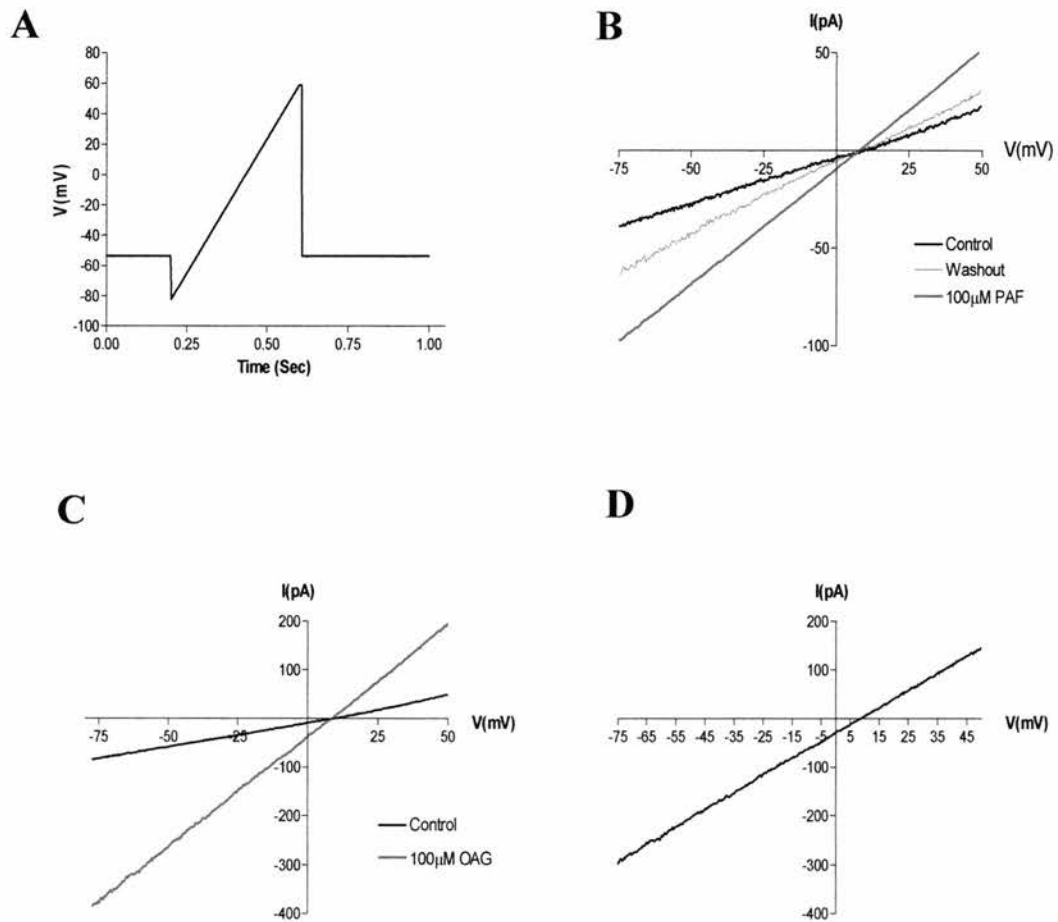 A
V (mV)
80
60
40
20
0
-20
-40
-60
-80
-100
0.00 0.25 0.50 0.75 1.00
Time (Sec)
B
I(pA)
50
V(mV)
-75 -50 -25 25 50
-50
-100
Control
Washout
100μM PAF
C
I(pA)
200
100
V(mV)
-75 -50 -25 25 50
-100
-200
-300
-400
Control
100μM OAG
D
I(pA)
200
100
V(mV)
-75 -65 -55 -45 -35 -25 -15 -5 5 15 25 35 45
-100
-200
-300
-400